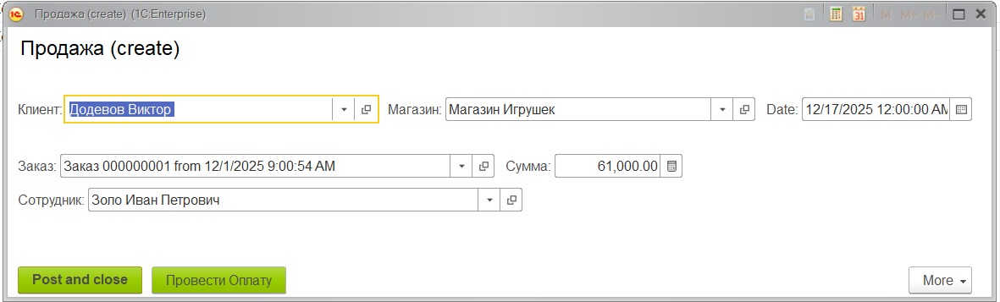 Продажа (create) (1C:Enterprise)
31 M M+ M-
Продажа (create)
Клиент: Додевов Виктор Магазин: Магазин Игрушек Date: 12/17/2025 12:00:00 AM
Заказ: Заказ 000000001 from 12/1/2025 9:00:54 AM Сумма: 61,000.00
Сотрудник: Золо Иван Петрович
Post and close Провести Оплату More